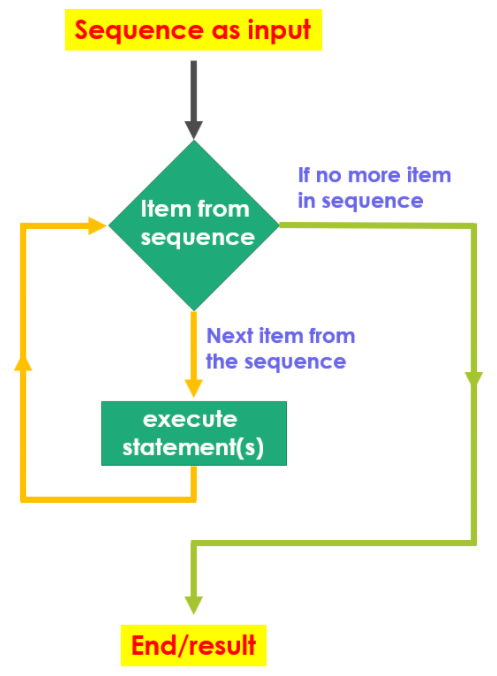 Sequence as input
If no more item
in sequence
Item from
sequence
Next item from
the sequence
execute
statement(s)
End/result